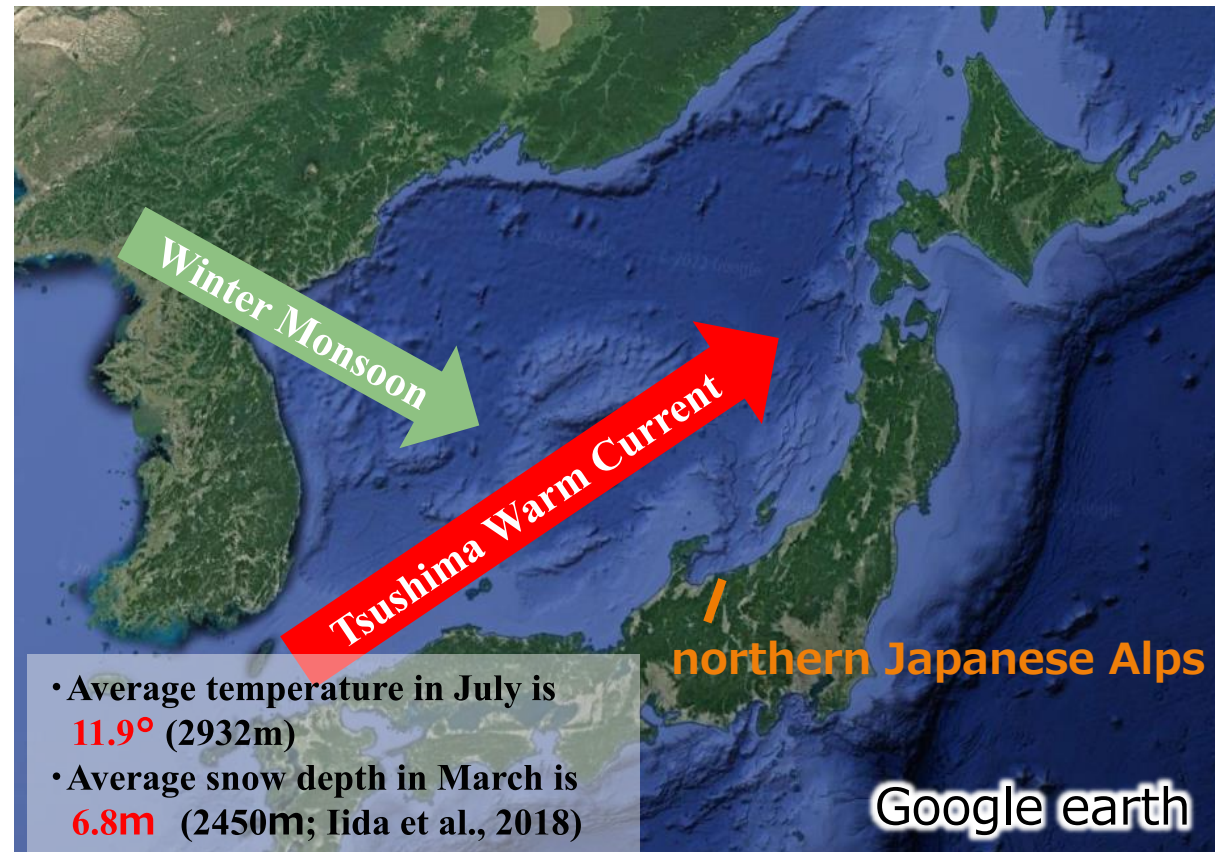 Winter Monsoon
Tsushima Warm Current
northern Japanese Alps
・Average temperature in July is
11.9° (2932m)
・Average snow depth in March is
6.8m (2450m; Iida et al., 2018)
Google earth